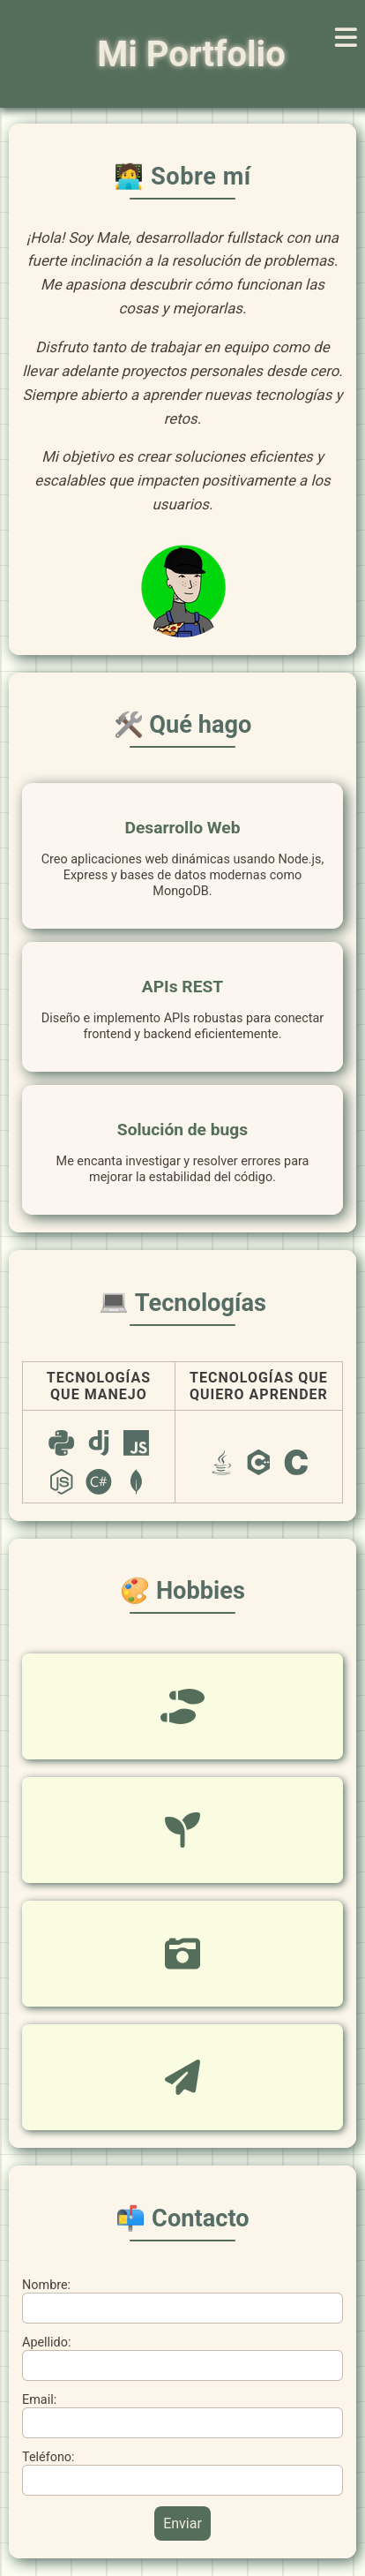 Mi Portfolio
Sobre mí
¡Hola! Soy Male, desarrollador fullstack con una
fuerte inclinación a la resolución de problemas.
Me apasiona descubrir cómo funcionan las
cosas y mejorarlas.
Disfruto tanto de trabajar en equipo como de
llevar adelante proyectos personales desde cero.
Siempre abierto a aprender nuevas tecnologías y
retos.
Mi objetivo es crear soluciones eficientes y
escalables que impacten positivamente a los
usuarios.
Qué hago
Desarrollo Web
Creo aplicaciones web dinámicas usando Node.js,
Express y bases de datos modernas como
MongoDB.
APIs REST
Diseño e implemento APIs robustas para conectar
frontend y backend eficientemente.
Solución de bugs
Me encanta investigar y resolver errores para
mejorar la estabilidad del código.
Tecnologías
TECNOLOGÍAS
QUE MANEJO
TECNOLOGÍAS QUE
QUIERO APRENDER
dj JS
JS C#
C C
Hobbies
Contacto
Nombre:
Apellido:
Email:
Teléfono:
Enviar